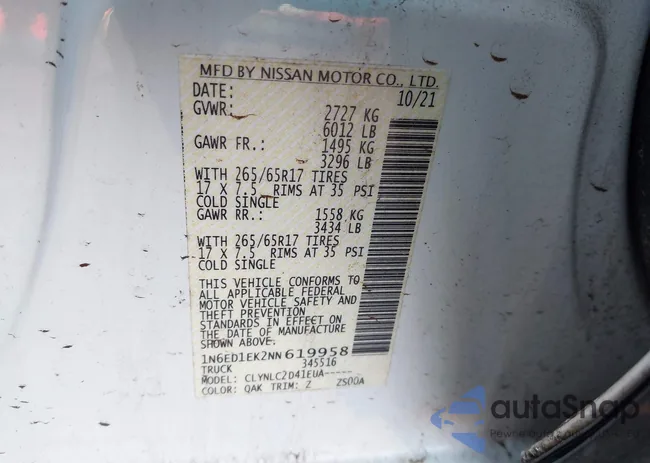 MFD BY NISSAN MOTOR CO., LTD.
DATE: 10/21
GVWR: 2727 KG
6012 LB
GAWR FR.: 1495 KG
3296 LB
WITH 265/65R17 TIRES
17 X 7.5 RIMS AT 35 PSI
COLD SINGLE
GAWR RR.: 1558 KG
3434 LB
WITH 265/65R17 TIRES
17 X 7.5 RIMS AT 35 PSI
COLD SINGLE
THIS VEHICLE CONFORMS TO
ALL APPLICABLE FEDERAL
MOTOR VEHICLE SAFETY AND
THEFT PREVENTION
STANDARDS IN EFFECT ON
THE DATE OF MANUFACTURE
SHOWN ABOVE.
1N6ED1EK2NN619958
TRUCK 345516
MODEL: CLYNLC2D41EUA-----
COLOR: QAK TRIM: Z ZS00A
autoSnap